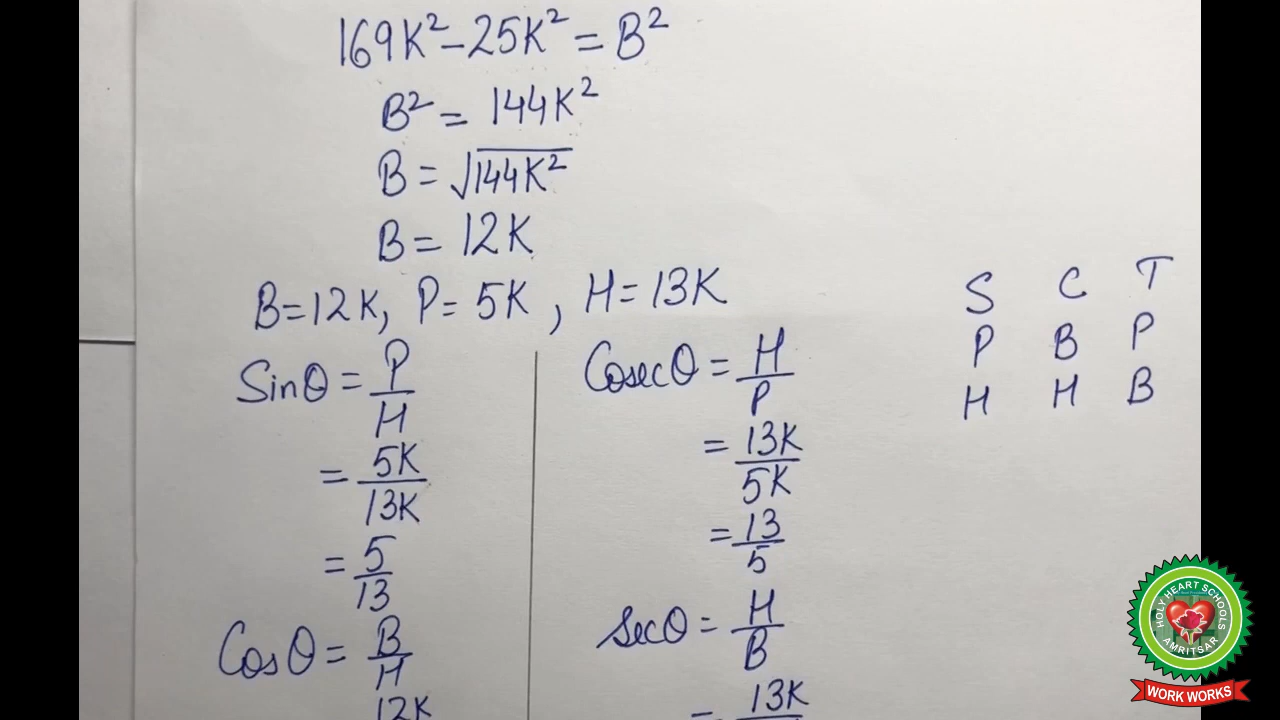 169K² - 25K² = B²
B² = 144K²
B = √144K²
B = 12K
B = 12K, P = 5K, H = 13K
S C T
P B P
H H B
Sinθ = P/H
= 5K/13K
= 5/13
Cosθ = B/H
12K
Cosecθ = H/P
= 13K/5K
= 13/5
Secθ = H/B
= 13K
HOLY HEART SCHOOLS
AMRITSAR
WORK WORKS